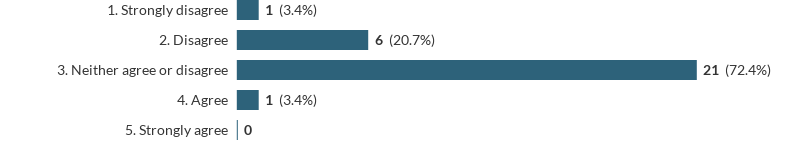 1. Strongly disagree 1 (3.4%)
2. Disagree 6 (20.7%)
3. Neither agree or disagree 21 (72.4%)
4. Agree 1 (3.4%)
5. Strongly agree 0